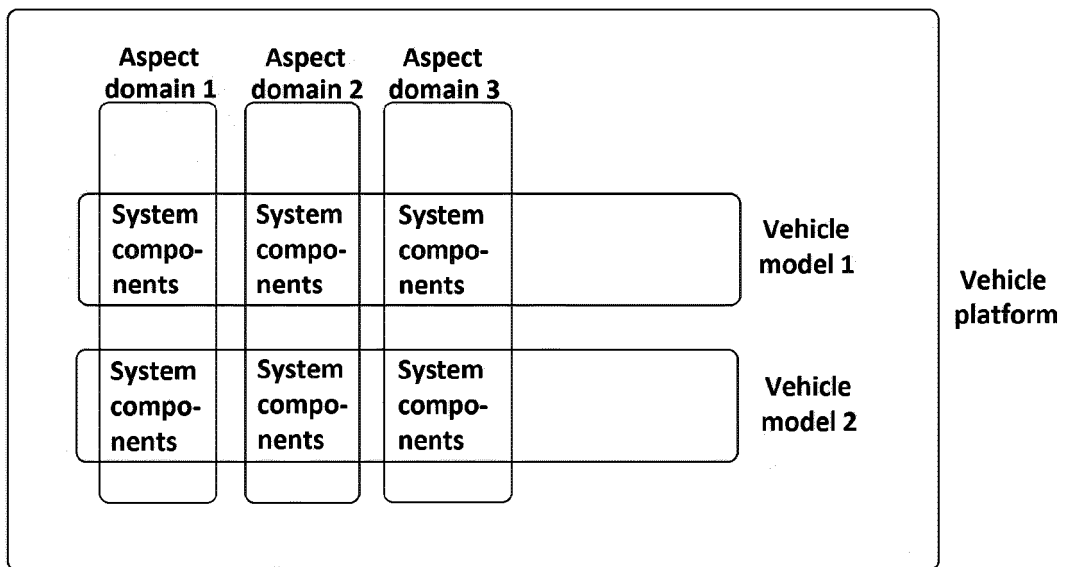 Aspect
domain 1
Aspect
domain 2
Aspect
domain 3
System
compo-
nents
System
compo-
nents
System
compo-
nents
Vehicle
model 1
Vehicle
platform
System
compo-
nents
System
compo-
nents
System
compo-
nents
Vehicle
model 2